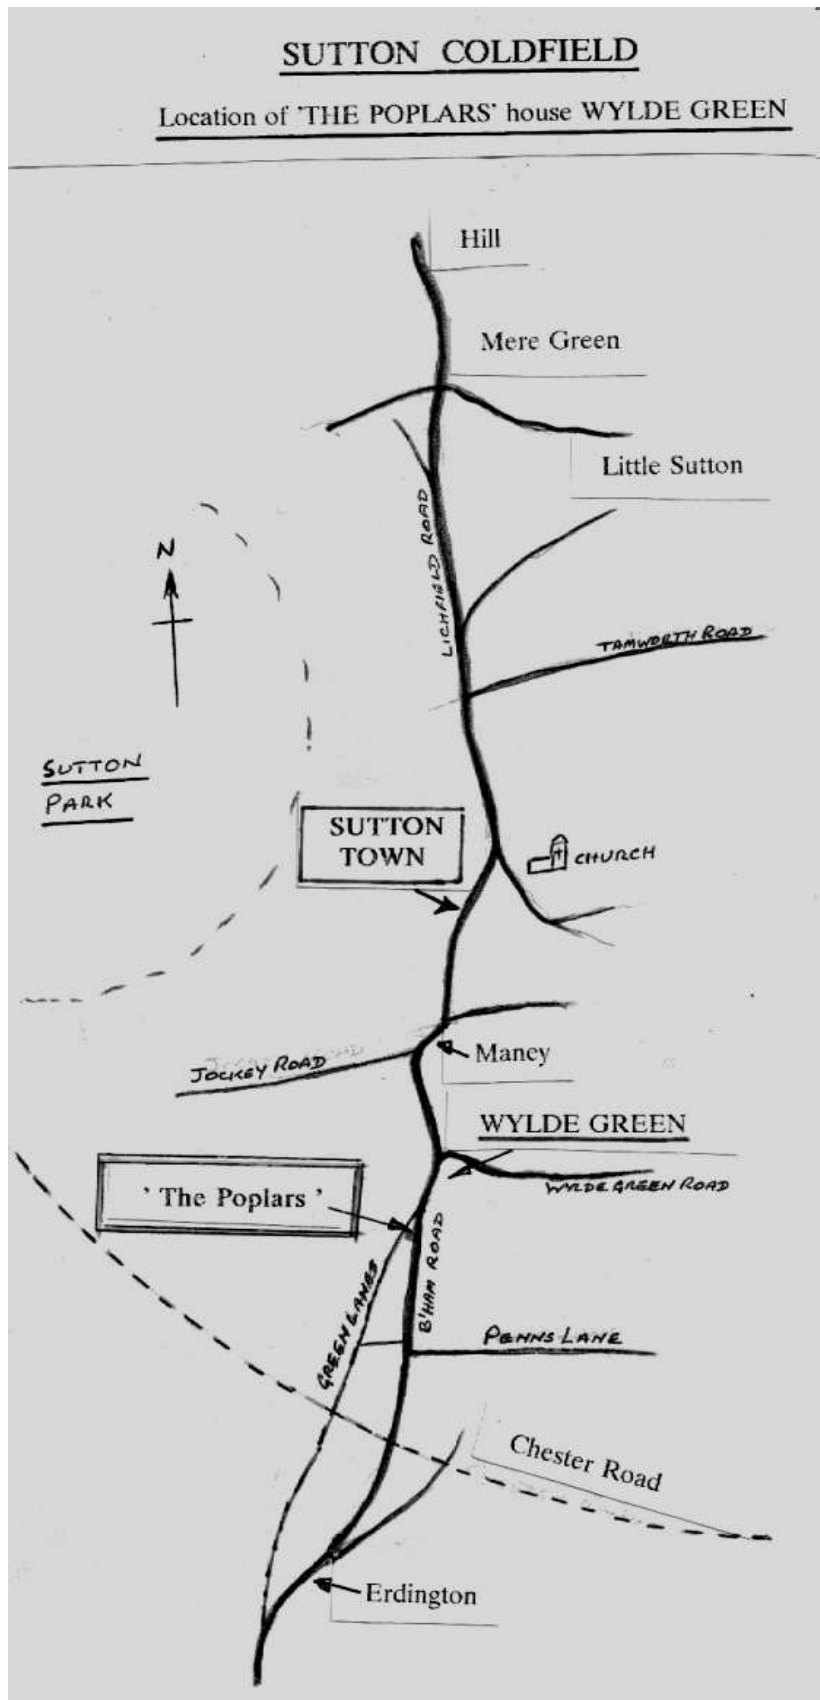 SUTTON COLDFIELD
Location of 'THE POPLARS' house WYLDE GREEN
Hill
Mere Green
Little Sutton
LICHFIELD ROAD
N
TAMWORTH ROAD
SUTTON
PARK
SUTTON
TOWN
CHURCH
JOCKEY ROAD
Maney
WYLDE GREEN
WYLDE GREEN ROAD
' The Poplars '
B'HAM ROAD
GREEN LANES
PENNS LANE
Chester Road
Erdington